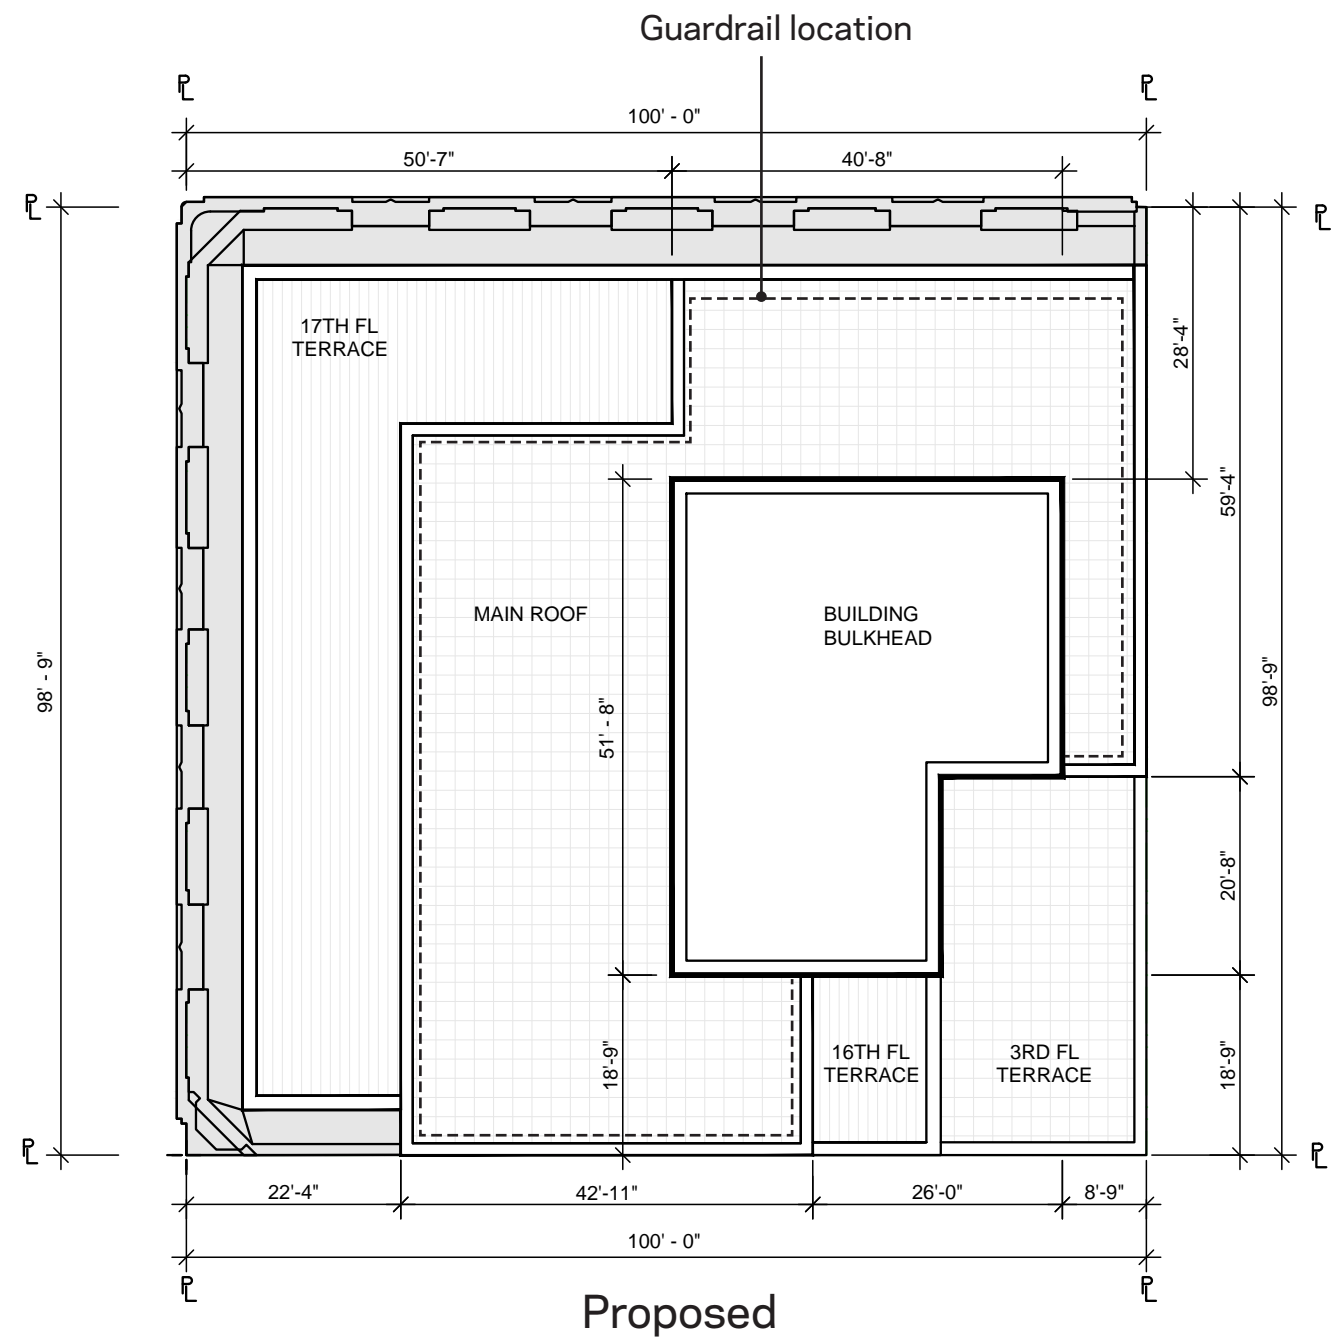 Guardrail location
PL
PL
100' - 0"
50'-7"
40'-8"
PL
PL
17TH FL
TERRACE
28'-4"
59'-4"
MAIN ROOF
BUILDING
BULKHEAD
98' - 9"
98'-9"
51' - 8"
20'-8"
18'-9"
16TH FL
TERRACE
3RD FL
TERRACE
18'-9"
PL
PL
22'-4"
42'-11"
26'-0"
8'-9"
100' - 0"
PL
PL
Proposed